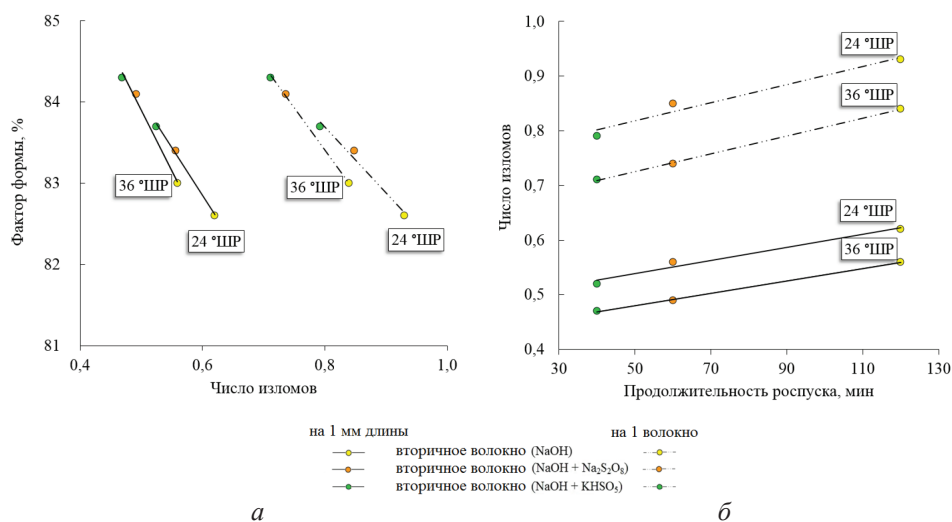 85
84
83
82
81
Фактор формы, %
36 °ШР
24 °ШР
36 °ШР
24 °ШР
0,4
0,6
0,8
1,0
Число изломов
1,0
0,9
0,8
0,7
0,6
0,5
0,4
Число изломов
24 °ШР
36 °ШР
24 °ШР
36 °ШР
30
50
70
90
110
130
Продолжительность роспуска, мин
на 1 мм длины
на 1 волокно
вторичное волокно (NaOH)
вторичное волокно (NaOH + Na₂S₂O₈)
вторичное волокно (NaOH + KHSO₅)
а
б